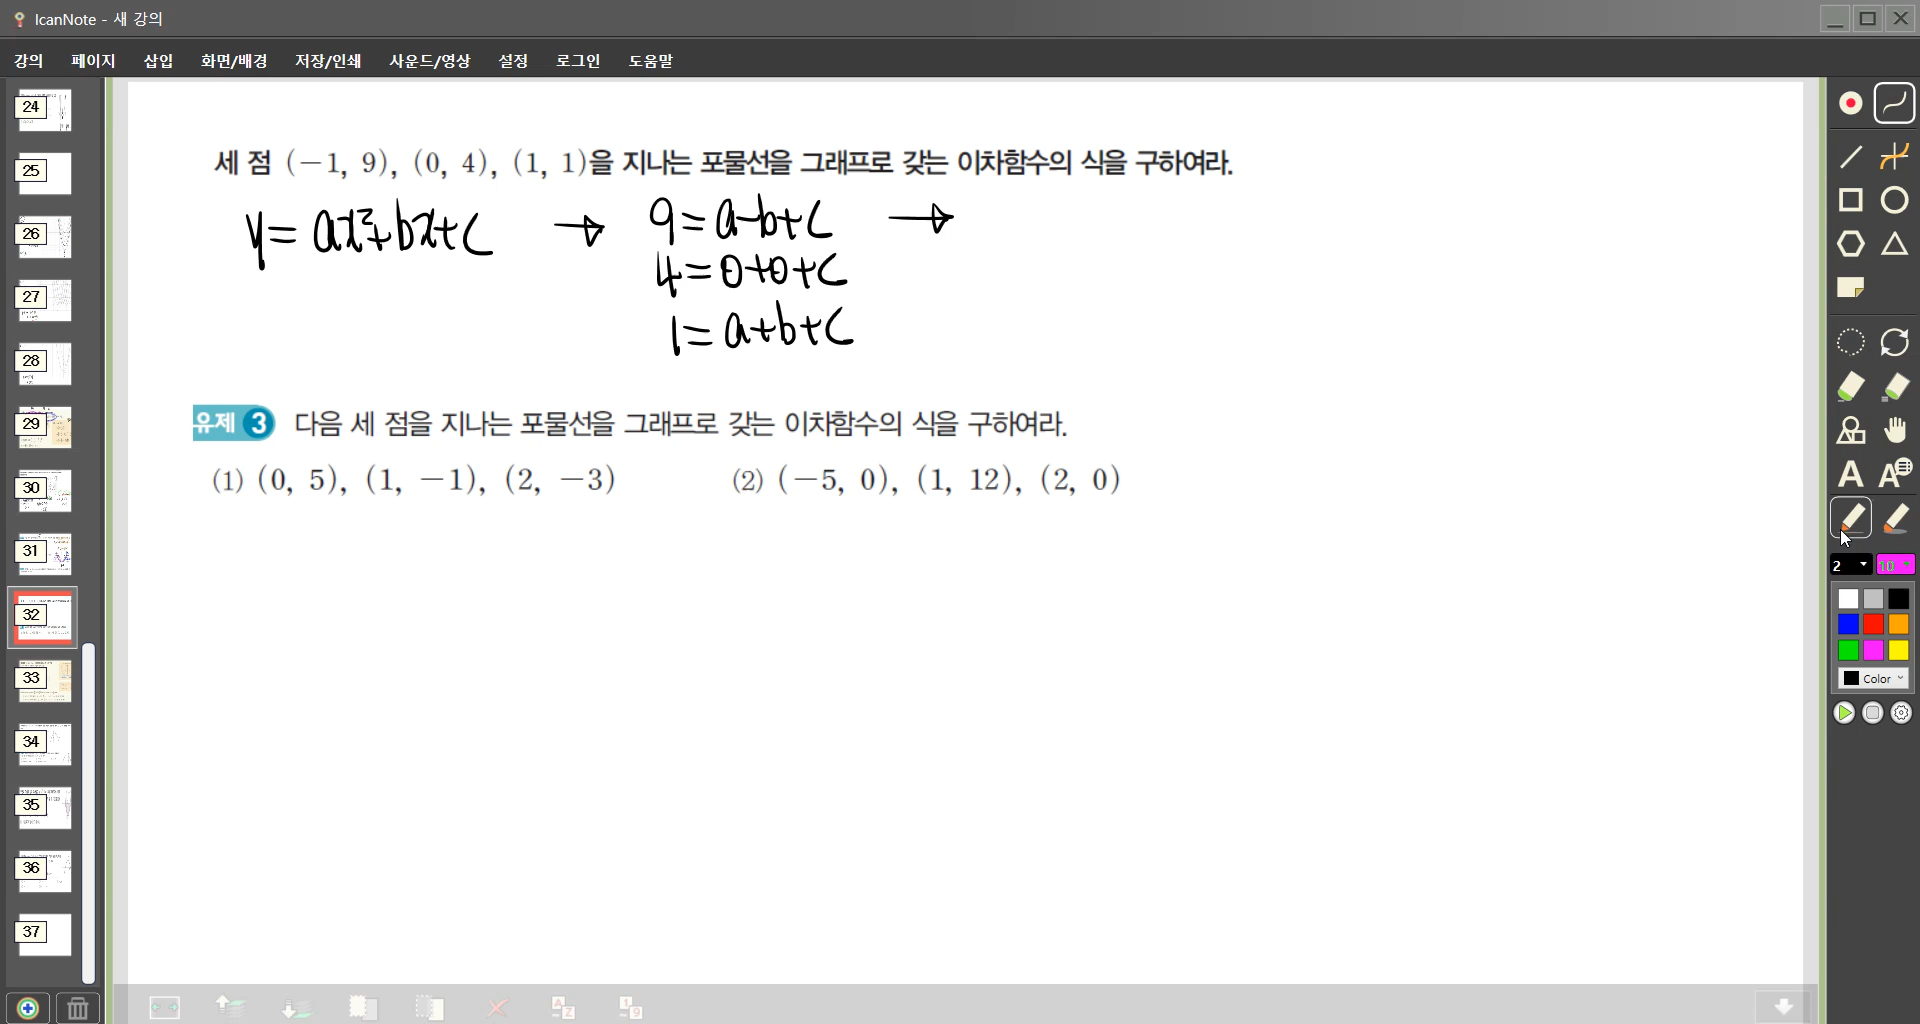 IcanNote - 새 강의
강의 페이지 삽입 화면/배경 저장/인쇄 사운드/영상 설정 로그인 도움말
24
25
26
27
28
29
30
31
32
33
34
35
36
37
세 점 (−1, 9), (0, 4), (1, 1)을 지나는 포물선을 그래프로 갖는 이차함수의 식을 구하여라.
y=ax²+bx+c → 9=a-b+c →
4=0+0+c
1=a+b+c
유제 3 다음 세 점을 지나는 포물선을 그래프로 갖는 이차함수의 식을 구하여라.
(1) (0, 5), (1, −1), (2, −3) (2) (−5, 0), (1, 12), (2, 0)
2 10
Color